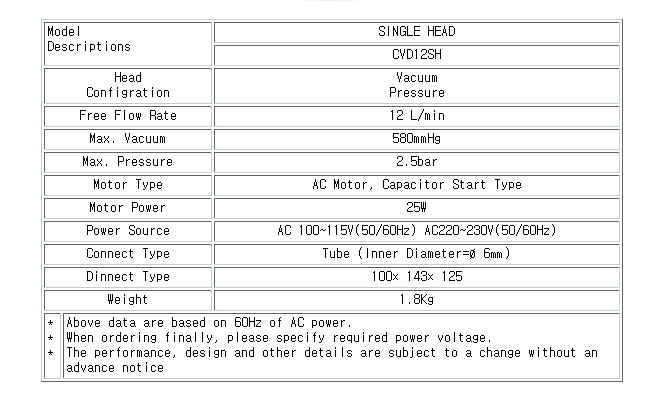 Model
Descriptions
SINGLE HEAD
CVD12SH
Head
Configration
Vacuum
Pressure
Free Flow Rate
12 L/min
Max. Vacuum
580mmHg
Max. Pressure
2.5bar
Motor Type
AC Motor, Capacitor Start Type
Motor Power
25W
Power Source
AC 100~115V(50/60Hz) AC220~230V(50/60Hz)
Connect Type
Tube (Inner Diameter=ø 6mm)
Dinnect Type
100× 143× 125
Weight
1.8Kg
* Above data are based on 60Hz of AC power.
* When ordering finally, please specify required power voltage.
* The performance, design and other details are subject to a change without an
advance notice